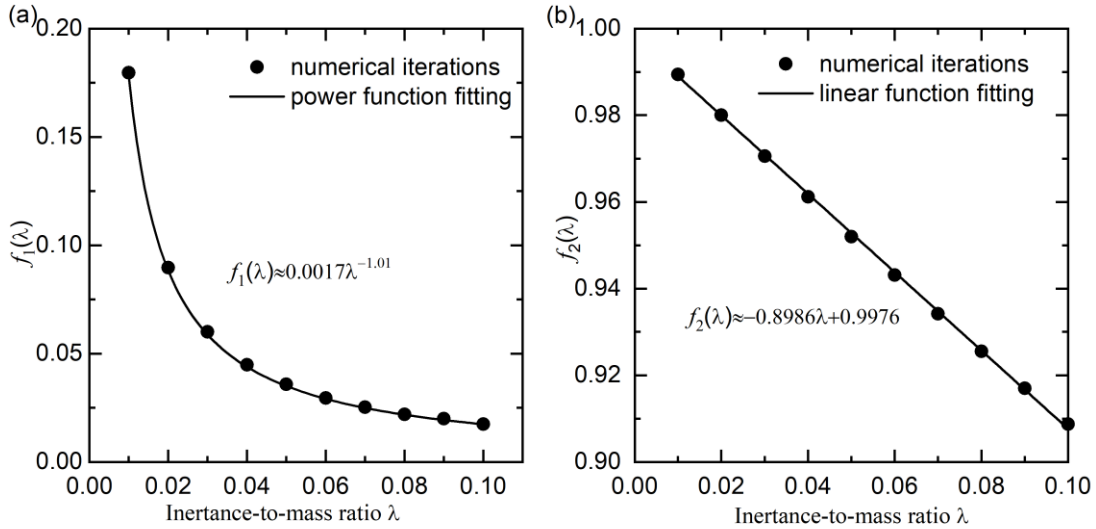 (a)
0.20
0.15
0.10
0.05
0.00
f₁(λ)
numerical iterations
power function fitting
f₁(λ)≈0.0017λ⁻¹·⁰¹
0.00 0.02 0.04 0.06 0.08 0.10
Inertance-to-mass ratio λ
(b)
1.00
0.98
0.96
0.94
0.92
0.90
f₂(λ)
numerical iterations
linear function fitting
f₂(λ)≈−0.8986λ+0.9976
0.00 0.02 0.04 0.06 0.08 0.10
Inertance-to-mass ratio λ